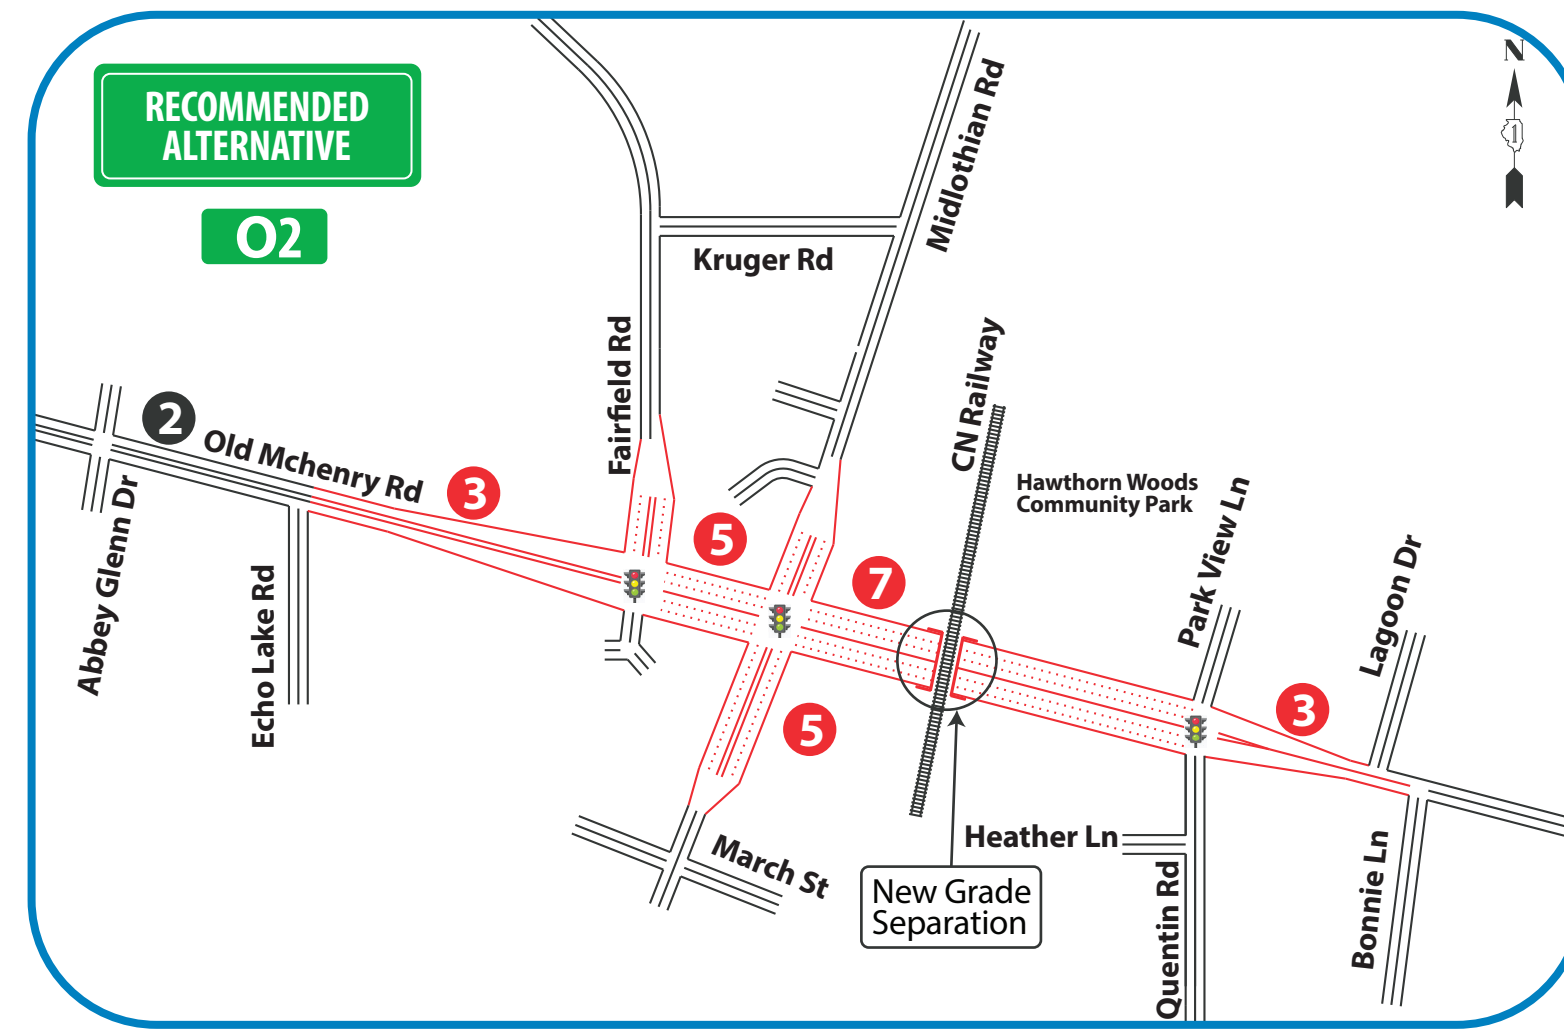 RECOMMENDED
ALTERNATIVE
O2
N
1
Midlothian Rd
Kruger Rd
Fairfield Rd
CN Railway
2
Old Mchenry Rd
3
Hawthorn Woods
Community Park
Abbey Glenn Dr
Echo Lake Rd
5
7
Park View Ln
Lagoon Dr
3
5
March St
Heather Ln
New Grade
Separation
Quentin Rd
Bonnie Ln